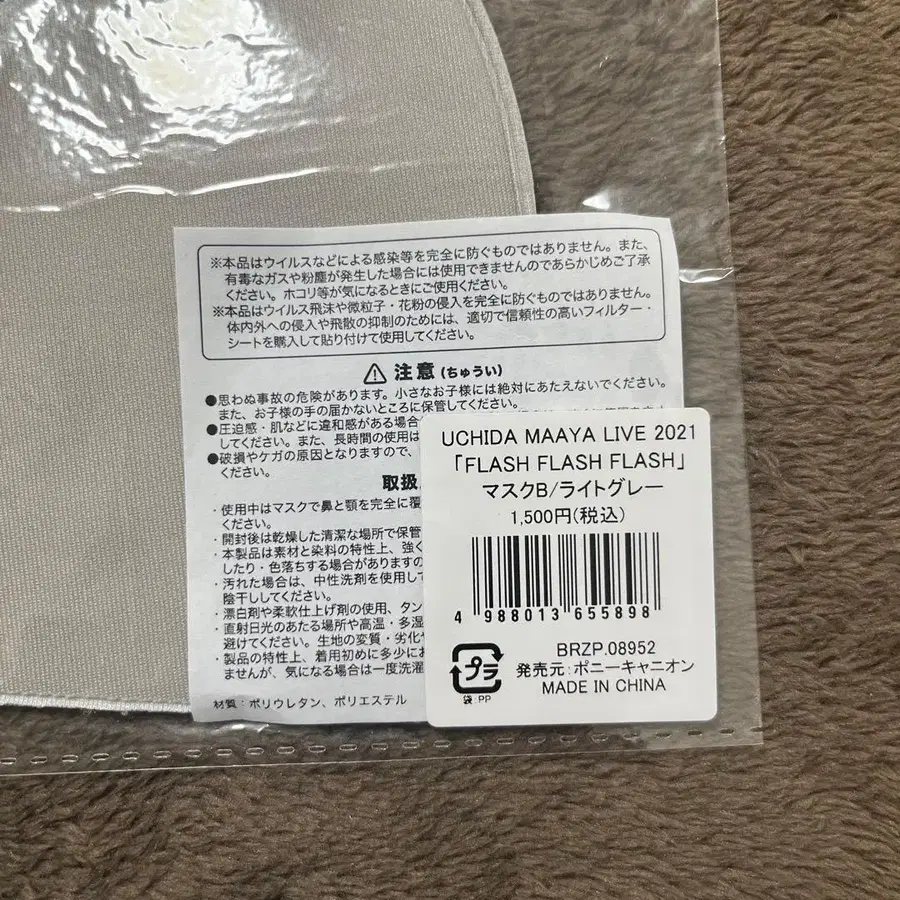 ※本品はウイルスなどによる感染等を完全に防ぐものではありません。また、
有毒なガスや粉塵が発生した場合には使用できませんのであらかじめご了承
ください。ホコリ等が気になるときにご使用ください。
※本品はウイルス飛沫や微粒子・花粉の侵入を完全に防ぐものではありません。
体内外への侵入や飛散の抑制のためには、適切で信頼性の高いフィルター・
シートを購入して貼り付けて使用してください。
⚠ 注意(ちゅうい)
●思わぬ事故の危険があります。小さなお子様には絶対にあたえないでください。
また、お子様の手の届かないところに保管してください。
●圧迫感・肌などに違和感がある場合
してください。また、長時間の使用は
●破損やケガの原因となりますので、
ください。
取扱
・使用中はマスクで鼻と顎を完全に覆
ください。
・開封後は乾燥した清潔な場所で保管
・本製品は素材と染料の特性上、強く
したり・色落ちする場合がありますの
・汚れた場合は、中性洗剤を使用して
陰干ししてください。
・漂白剤や柔軟仕上げ剤の使用、タン
・直射日光のあたる場所や高温・多湿
避けてください。生地の変質・劣化や
・製品の特性上、着用初めに多少にお
ませんが、気になる場合は一度洗濯
材質：ポリウレタン、ポリエステル
UCHIDA MAAYA LIVE 2021
「FLASH FLASH FLASH」
マスクB/ライトグレー
1,500円(税込)
4 988013 655898
BRZP.08952
発売元:ポニーキャニオン
MADE IN CHINA
プラ
袋:PP